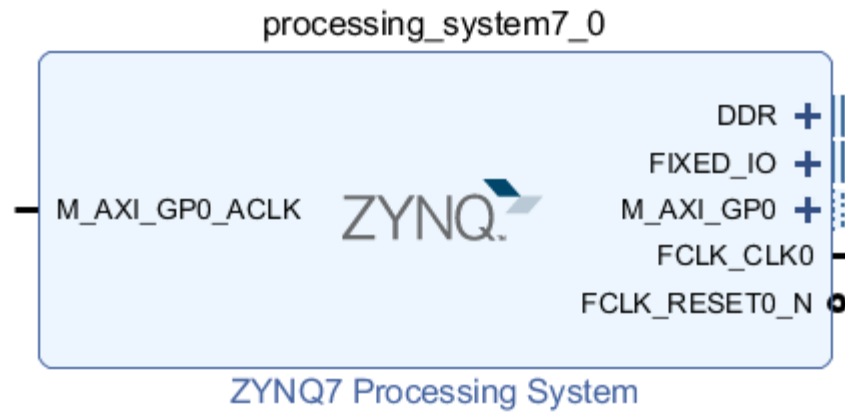 processing_system7_0
DDR
FIXED_IO
M_AXI_GP0_ACLK
ZYNQ
M_AXI_GP0
FCLK_CLK0
FCLK_RESET0_N
ZYNQ7 Processing System